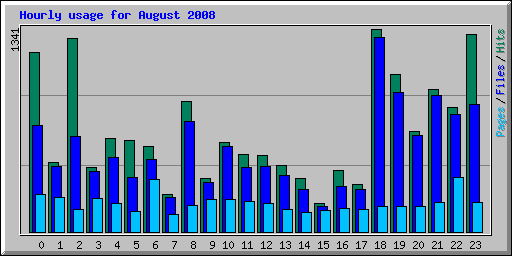 Hourly usage for August 2008
1341
Pages/Files/Hits
0 1 2 3 4 5 6 7 8 9 10 11 12 13 14 15 16 17 18 19 20 21 22 23